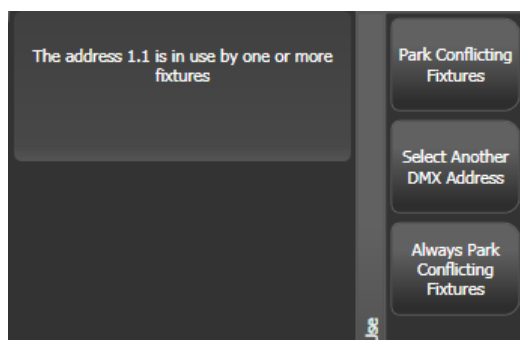 The address 1.1 is in use by one or more
fixtures
Park Conflicting
Fixtures
Select Another
DMX Address
Always Park
Conflicting
Fixtures
Use